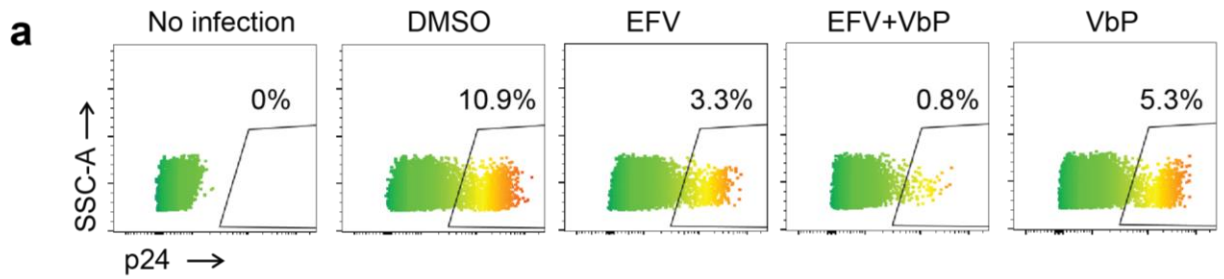 a
No infection DMSO EFV EFV+VbP VbP
0% 10.9% 3.3% 0.8% 5.3%
SSC-A →
p24 →